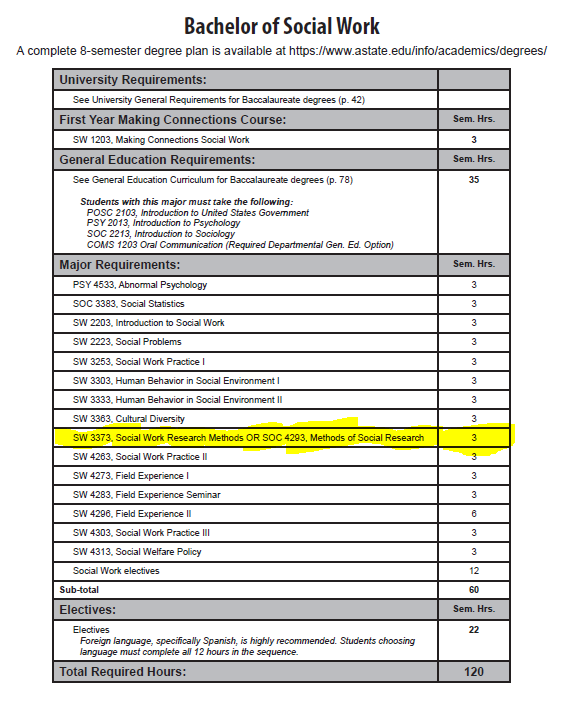 Bachelor of Social Work
A complete 8-semester degree plan is available at https://www.astate.edu/info/academics/degrees/
University Requirements:
See University General Requirements for Baccalaureate degrees (p. 42)
First Year Making Connections Course: Sem. Hrs.
SW 1203, Making Connections Social Work 3
General Education Requirements: Sem. Hrs.
See General Education Curriculum for Baccalaureate degrees (p. 78) 35
Students with this major must take the following:
POSC 2103, Introduction to United States Government
PSY 2013, Introduction to Psychology
SOC 2213, Introduction to Sociology
COMS 1203 Oral Communication (Required Departmental Gen. Ed. Option)
Major Requirements: Sem. Hrs.
PSY 4533, Abnormal Psychology 3
SOC 3383, Social Statistics 3
SW 2203, Introduction to Social Work 3
SW 2223, Social Problems 3
SW 3253, Social Work Practice I 3
SW 3303, Human Behavior in Social Environment I 3
SW 3333, Human Behavior in Social Environment II 3
SW 3363, Cultural Diversity 3
SW 3373, Social Work Research Methods OR SOC 4293, Methods of Social Research 3
SW 4263, Social Work Practice II 3
SW 4273, Field Experience I 3
SW 4283, Field Experience Seminar 3
SW 4296, Field Experience II 6
SW 4303, Social Work Practice III 3
SW 4313, Social Welfare Policy 3
Social Work electives 12
Sub-total 60
Electives: Sem. Hrs.
Electives 22
Foreign language, specifically Spanish, is highly recommended. Students choosing
language must complete all 12 hours in the sequence.
Total Required Hours: 120